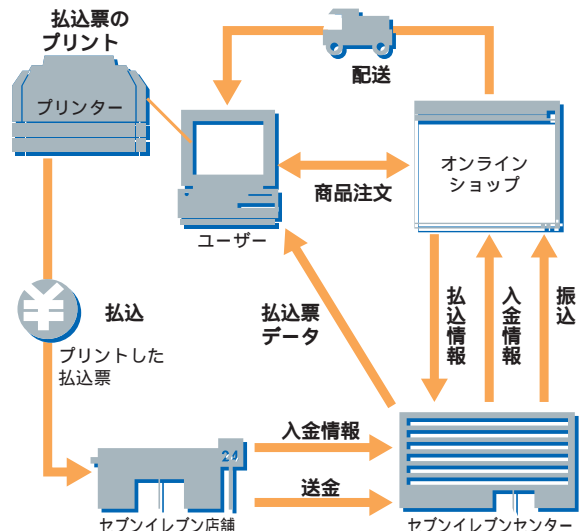 払込票の
プリント
プリンター
配送
オンライン
ショップ
商品注文
ユーザー
払込
プリントした
払込票
払込票
データ
払込情報
入金情報
振込
入金情報
24
送金
セブンイレブン店舗
セブンイレブンセンター